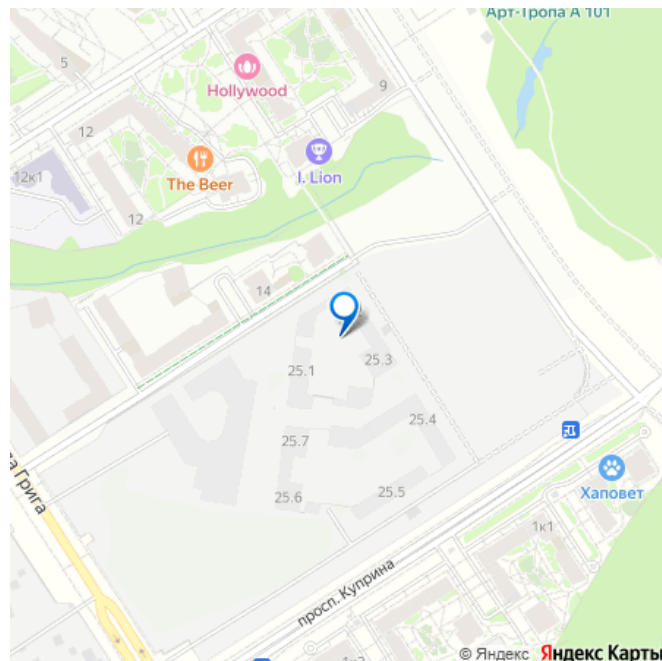 Арт-Тропа А 101
5
Hollywood
9
12
The Beer
I. Lion
12к1
12
14
25.3
25.1
25.4
25.7
25.6
25.5
Хаповет
1к1
а Грига
просп. Куприна
© Яндекс Яндекс Карты